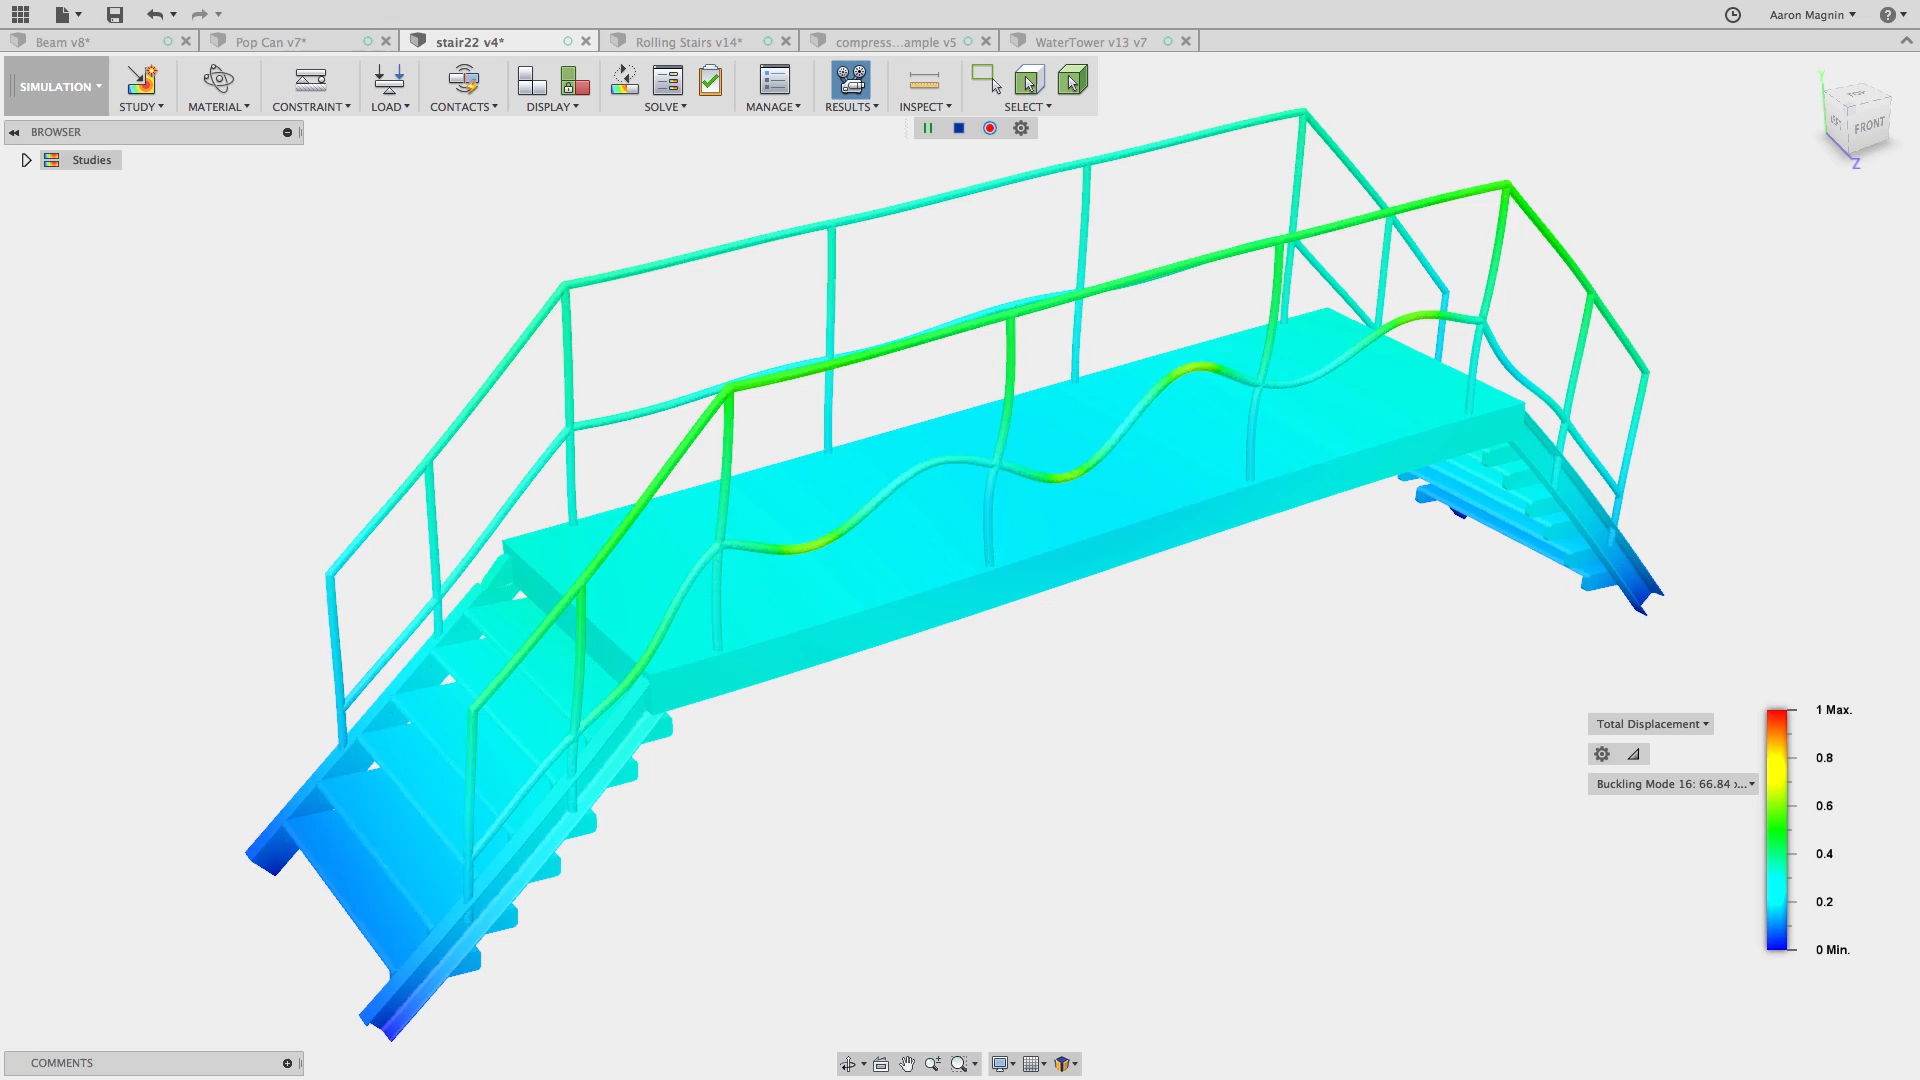 Aaron Magnin
Beam v8*
Pop Can v7*
stair22 v4*
Rolling Stairs v14*
compress...ample v5
WaterTower v13 v7
SIMULATION
STUDY
MATERIAL
CONSTRAINT
LOAD
CONTACTS
DISPLAY
SOLVE
MANAGE
RESULTS
INSPECT
SELECT
BROWSER
Studies
Y
TOP
LEFT
FRONT
Z
Total Displacement
Buckling Mode 16: 66.84 ›...
1 Max.
0.8
0.6
0.4
0.2
0 Min.
COMMENTS